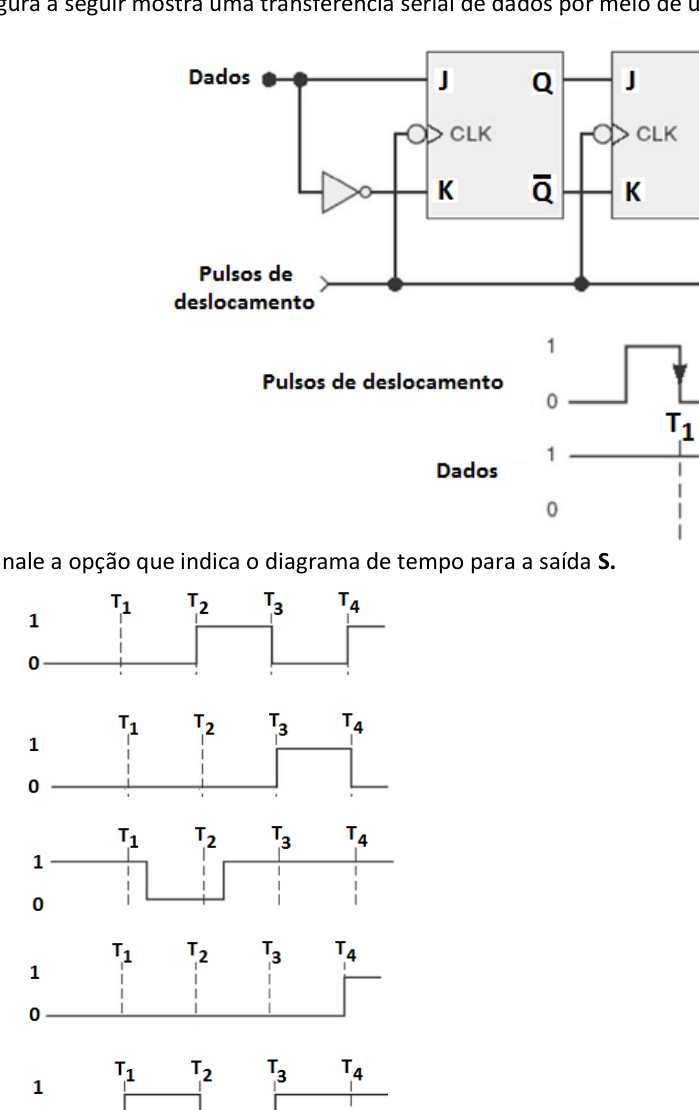 a seguir mostra uma transferência serial de dados por meio de
Dados
J Q J
CLK CLK
K Q̅ K
Pulsos de
deslocamento
Pulsos de deslocamento
1
0
T1
Dados
1
0
a opção que indica o diagrama de tempo para a saída S.
T1 T2 T3 T4
1
0
T1 T2 T3 T4
1
0
T1 T2 T3 T4
1
0
T1 T2 T3 T4
1
0
T1 T2 T3 T4
1